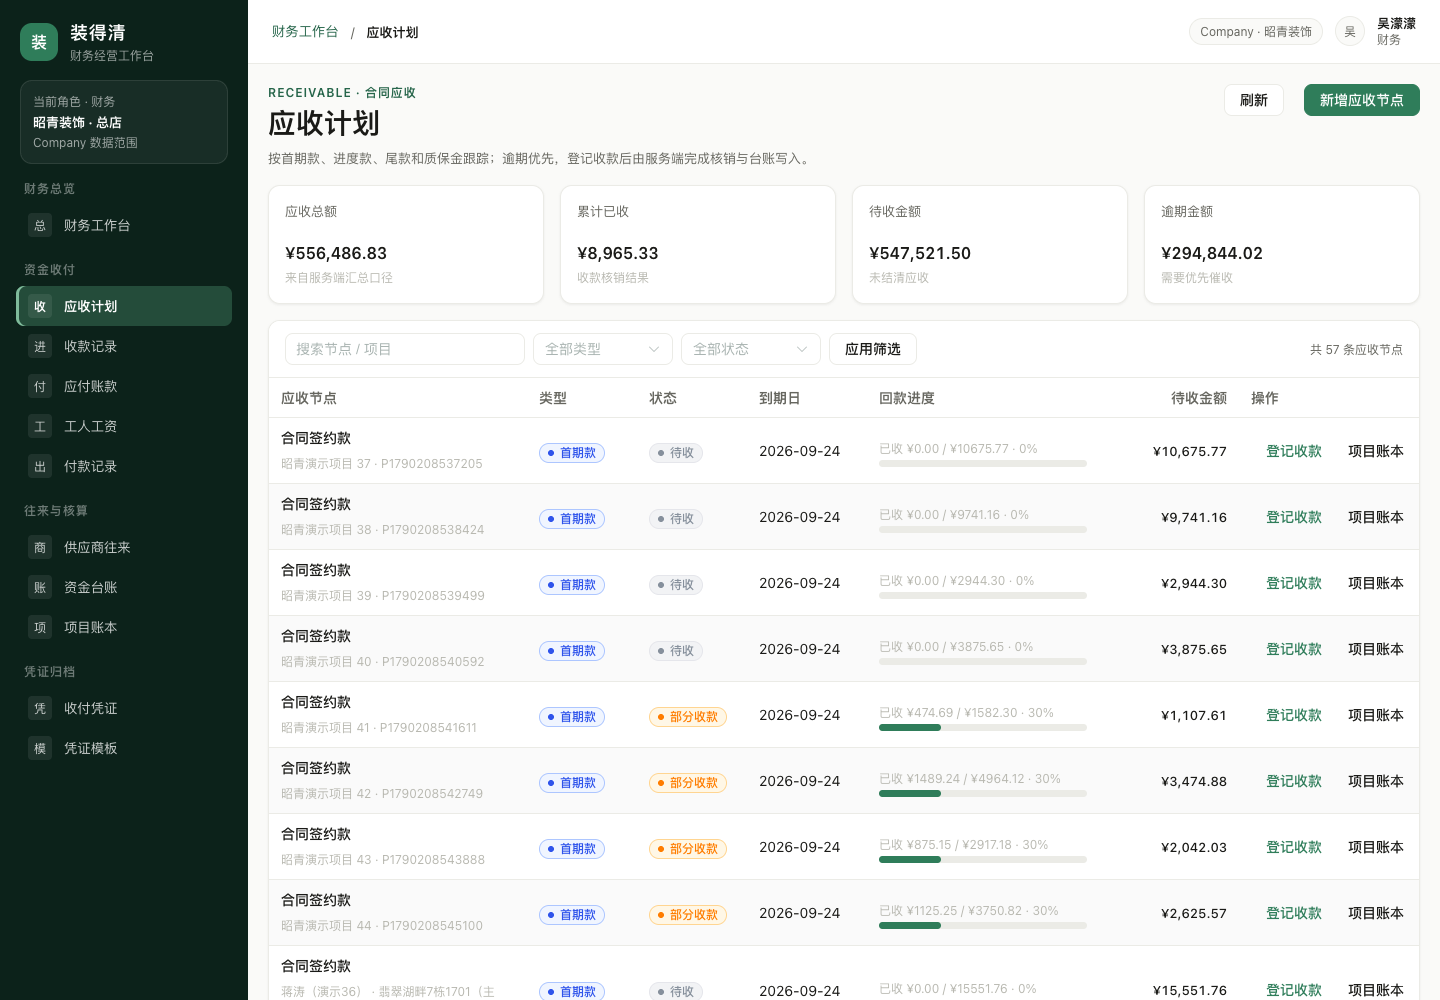 装
装得清
财务经营工作台
当前角色 · 财务
昭青装饰 · 总店
Company 数据范围
财务总览
总 财务工作台
资金收付
收 应收计划
进 收款记录
付 应付账款
工 工人工资
出 付款记录
往来与核算
商 供应商往来
账 资金台账
项 项目账本
凭证归档
凭 收付凭证
模 凭证模板
财务工作台 / 应收计划
Company · 昭青装饰
吴
吴濛濛
财务
RECEIVABLE · 合同应收
应收计划
按首期款、进度款、尾款和质保金跟踪；逾期优先，登记收款后由服务端完成核销与台账写入。
刷新
新增应收节点
应收总额
¥556,486.83
来自服务端汇总口径
累计已收
¥8,965.33
收款核销结果
待收金额
¥547,521.50
未结清应收
逾期金额
¥294,844.02
需要优先催收
搜索节点 / 项目
全部类型
全部状态
应用筛选
共 57 条应收节点
应收节点 类型 状态 到期日 回款进度 待收金额 操作
合同签约款
昭青演示项目 37 · P1790208537205
首期款 待收 2026-09-24 已收 ¥0.00 / ¥10675.77 · 0% ¥10,675.77 登记收款 项目账本
合同签约款
昭青演示项目 38 · P1790208538424
首期款 待收 2026-09-24 已收 ¥0.00 / ¥9741.16 · 0% ¥9,741.16 登记收款 项目账本
合同签约款
昭青演示项目 39 · P1790208539499
首期款 待收 2026-09-24 已收 ¥0.00 / ¥2944.30 · 0% ¥2,944.30 登记收款 项目账本
合同签约款
昭青演示项目 40 · P1790208540592
首期款 待收 2026-09-24 已收 ¥0.00 / ¥3875.65 · 0% ¥3,875.65 登记收款 项目账本
合同签约款
昭青演示项目 41 · P1790208541611
首期款 部分收款 2026-09-24 已收 ¥474.69 / ¥1582.30 · 30% ¥1,107.61 登记收款 项目账本
合同签约款
昭青演示项目 42 · P1790208542749
首期款 部分收款 2026-09-24 已收 ¥1489.24 / ¥4964.12 · 30% ¥3,474.88 登记收款 项目账本
合同签约款
昭青演示项目 43 · P1790208543888
首期款 部分收款 2026-09-24 已收 ¥875.15 / ¥2917.18 · 30% ¥2,042.03 登记收款 项目账本
合同签约款
昭青演示项目 44 · P1790208545100
首期款 部分收款 2026-09-24 已收 ¥1125.25 / ¥3750.82 · 30% ¥2,625.57 登记收款 项目账本
合同签约款
蒋涛（演示36） · 翡翠湖畔7栋1701（主
首期款 待收 2026-09-24 已收 ¥0.00 / ¥15551.76 · 0% ¥15,551.76 登记收款 项目账本